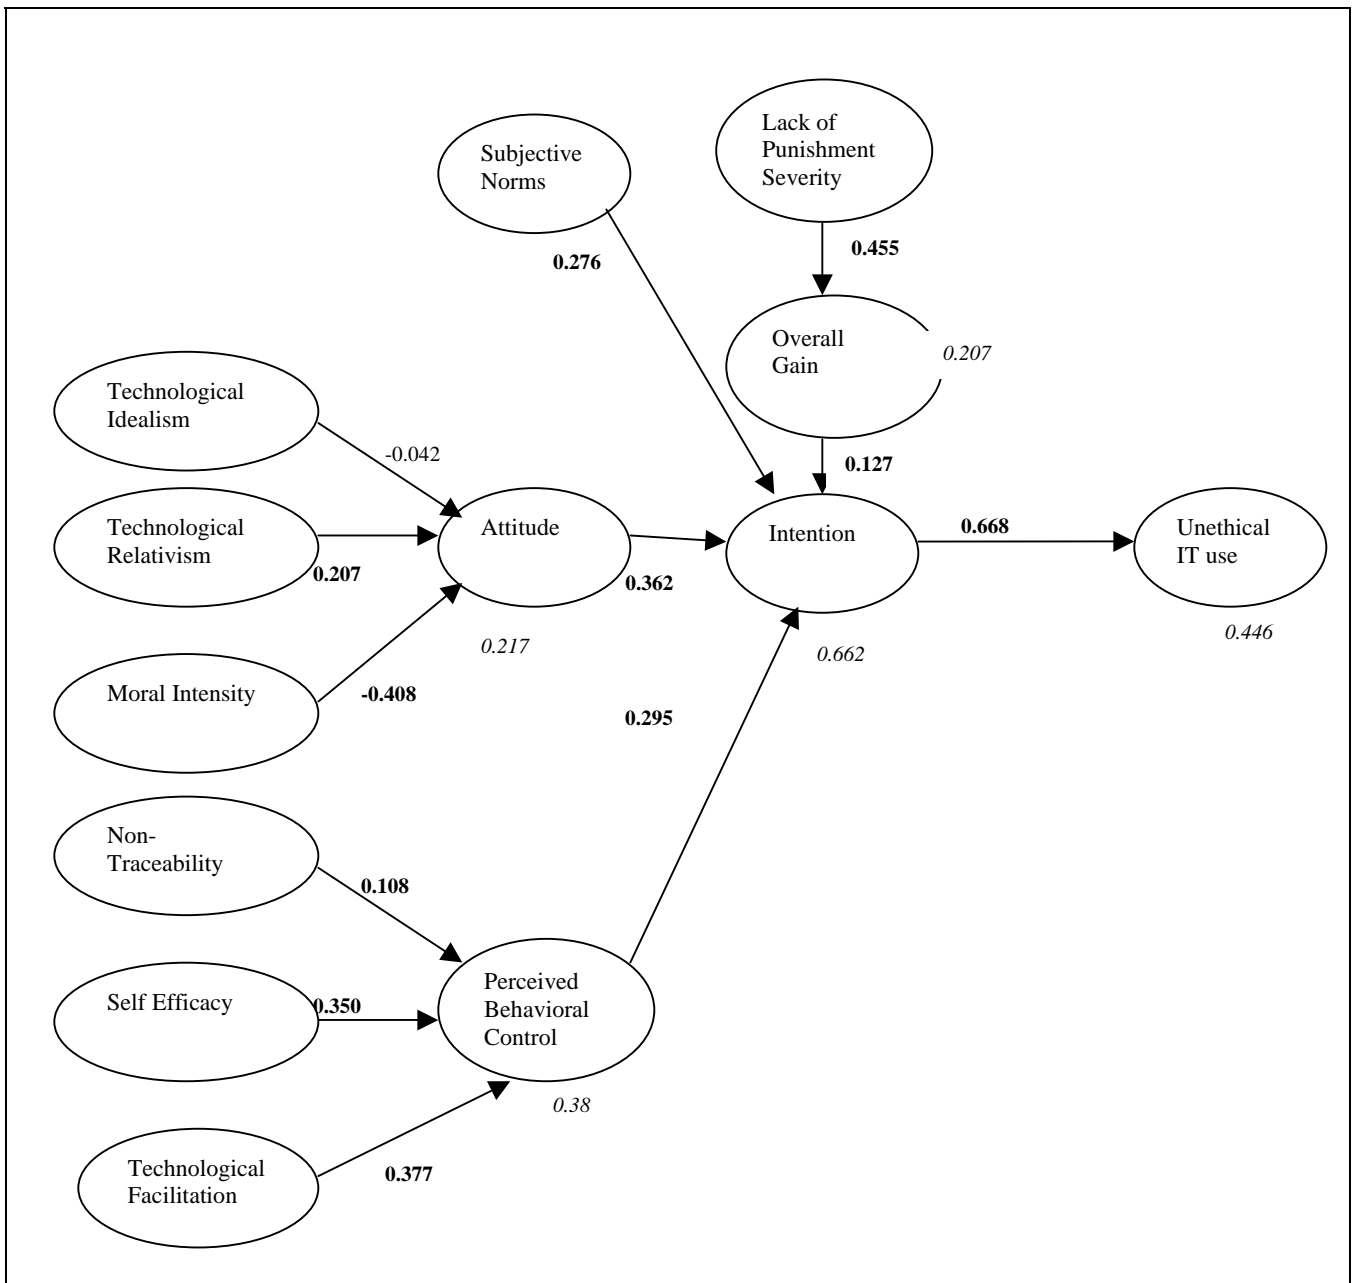 Lack of
Punishment
Severity
Subjective
Norms
0.276
0.455
Overall
Gain
0.207
Technological
Idealism
-0.042
0.127
Technological
Relativism
0.207
Attitude
0.362
Intention
0.668
Unethical
IT use
0.446
0.217
0.662
Moral Intensity
-0.408
0.295
Non-
Traceability
0.108
Self Efficacy
0.350
Perceived
Behavioral
Control
0.38
Technological
Facilitation
0.377